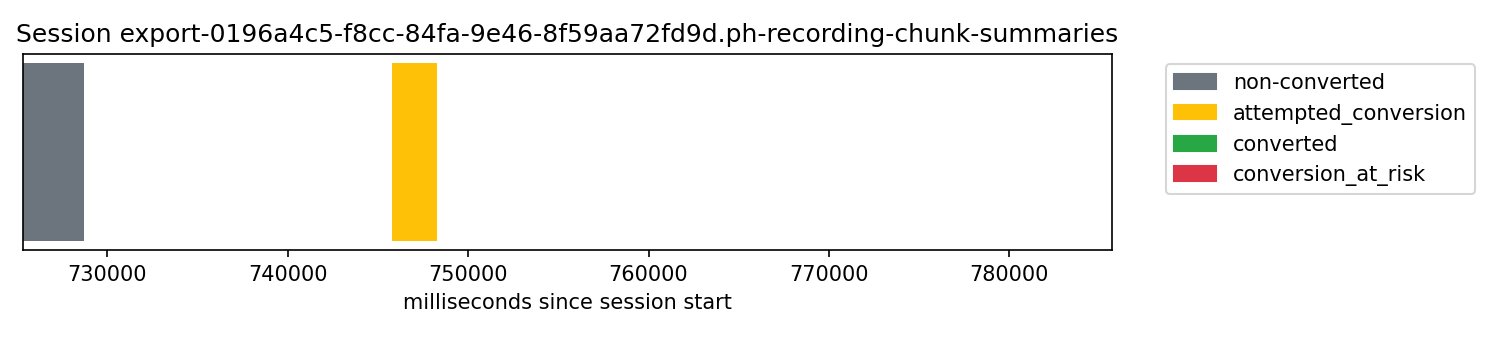 Session export-0196a4c5-f8cc-84fa-9e46-8f59aa72fd9d.ph-recording-chunk-summaries
non-converted
attempted_conversion
converted
conversion_at_risk
730000 740000 750000 760000 770000 780000
milliseconds since session start